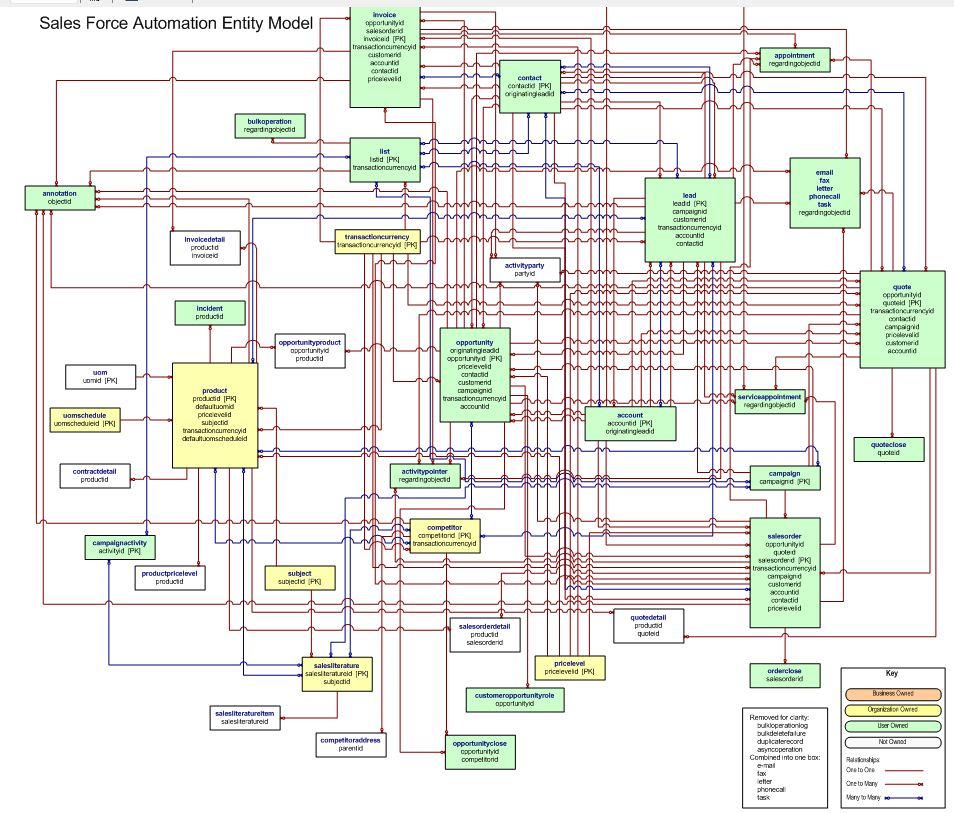 Sales Force Automation Entity Model
invoice
opportunityid
salesorderid
invoiceid [PK]
transactioncurrencyid
customerid
accountid
contactid
pricelevelid
contact
contactid [PK]
originatingleadid
appointment
regardingobjectid
bulkoperation
regardingobjectid
list
listid [PK]
transactioncurrencyid
email
fax
letter
phonecall
task
regardingobjectid
annotation
objectid
lead
leadid [PK]
campaignid
customerid
transactioncurrencyid
accountid
contactid
invoicedetail
productid
invoiceid
transactioncurrency
transactioncurrencyid [PK]
activityparty
partyid
quote
opportunityid
quoteid [PK]
transactioncurrencyid
contactid
campaignid
pricelevelid
customerid
accountid
incident
productid
opportunityproduct
opportunityid
productid
opportunity
originatingleadid
opportunityid [PK]
pricelevelid
contactid
customerid
campaignid
transactioncurrencyid
accountid
uom
uomid [PK]
product
productid [PK]
defaultuomid
pricelevelid
subjectid
transactioncurrencyid
defaultuomscheduleid
uomschedule
uomscheduleid [PK]
account
accountid [PK]
originatingleadid
serviceappointment
regardingobjectid
quoteclose
quoteid
contractdetail
productid
activitypointer
regardingobjectid
campaign
campaignid [PK]
competitor
competitorid [PK]
transactioncurrencyid
salesorder
opportunityid
quoteid
salesorderid [PK]
transactioncurrencyid
campaignid
customerid
accountid
contactid
pricelevelid
campaignactivity
activityid [PK]
productpricelevel
productid
subject
subjectid [PK]
salesorderdetail
productid
salesorderid
quotedetail
productid
quoteid
salesliterature
salesliteratureid [PK]
subjectid
pricelevel
pricelevelid [PK]
orderclose
salesorderid
customeropportunityrole
opportunityid
salesliteratureitem
salesliteratureid
competitoraddress
parentid
opportunityclose
opportunityid
competitorid
Removed for clarity:
bulkoperationlog
bulkdeletefailure
duplicaterecord
asyncoperation
Combined into one box:
e-mail
fax
letter
phonecall
task
Key
Business Owned
Organization Owned
User Owned
Not Owned
Relationships:
One to One
One to Many
Many to Many